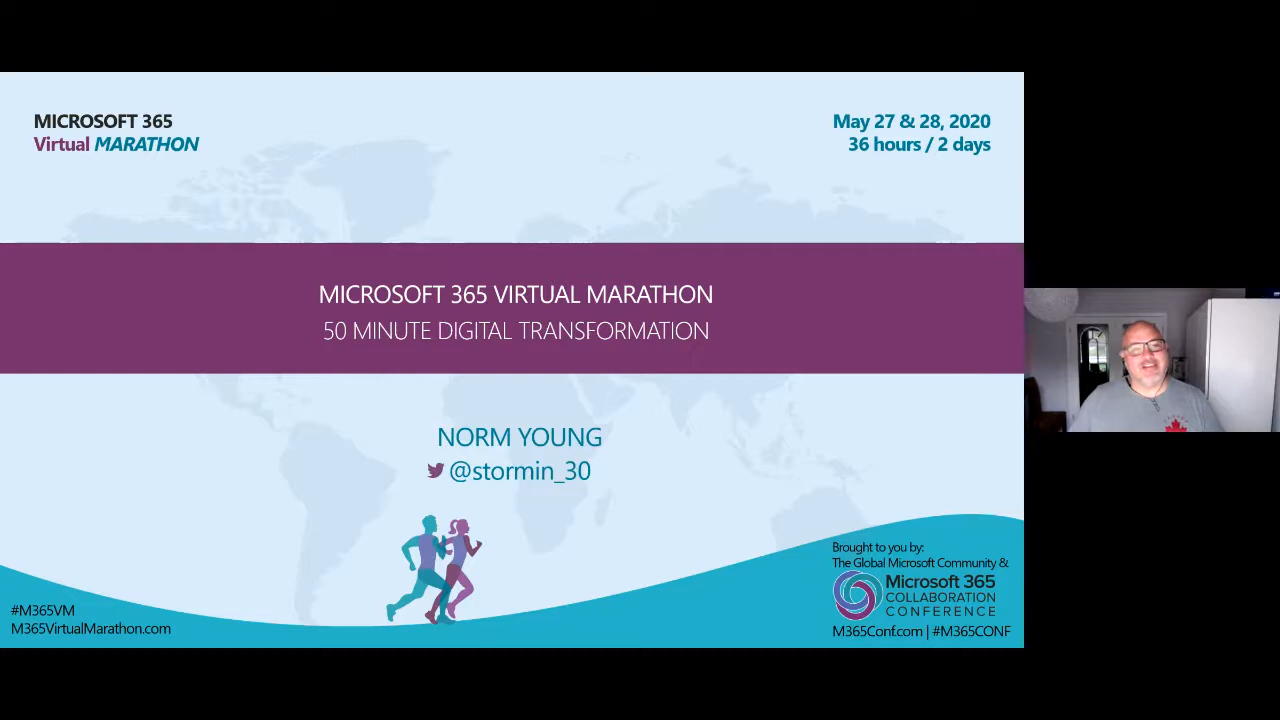 MICROSOFT 365
Virtual MARATHON
May 27 & 28, 2020
36 hours / 2 days
MICROSOFT 365 VIRTUAL MARATHON
50 MINUTE DIGITAL TRANSFORMATION
NORM YOUNG
@stormin_30
#M365VM
M365VirtualMarathon.com
Brought to you by:
The Global Microsoft Community &
Microsoft 365
COLLABORATION
CONFERENCE
M365Conf.com | #M365CONF